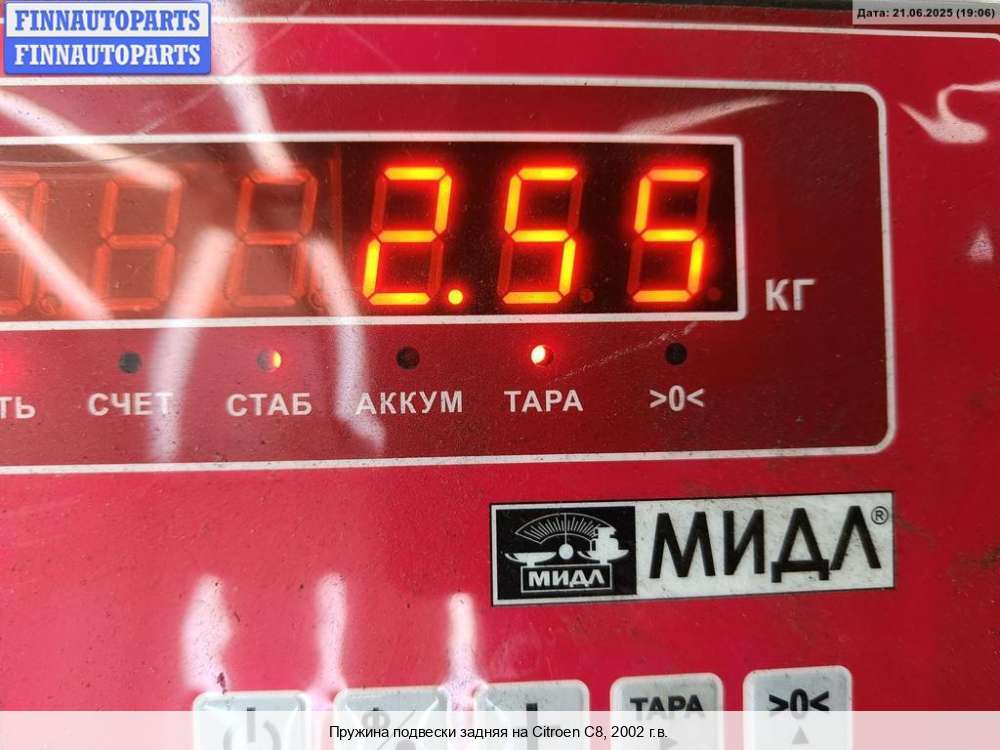 FINNAUTOPARTS
FINNAUTOPARTS
Дата: 21.06.2025 (19:06)
2.55
КГ
ТЬ СЧЕТ СТАБ АККУМ ТАРА >0<
МИДЛ МИДЛ®
ТАРА >0<
Пружина подвески задняя на Citroen C8, 2002 г.в.